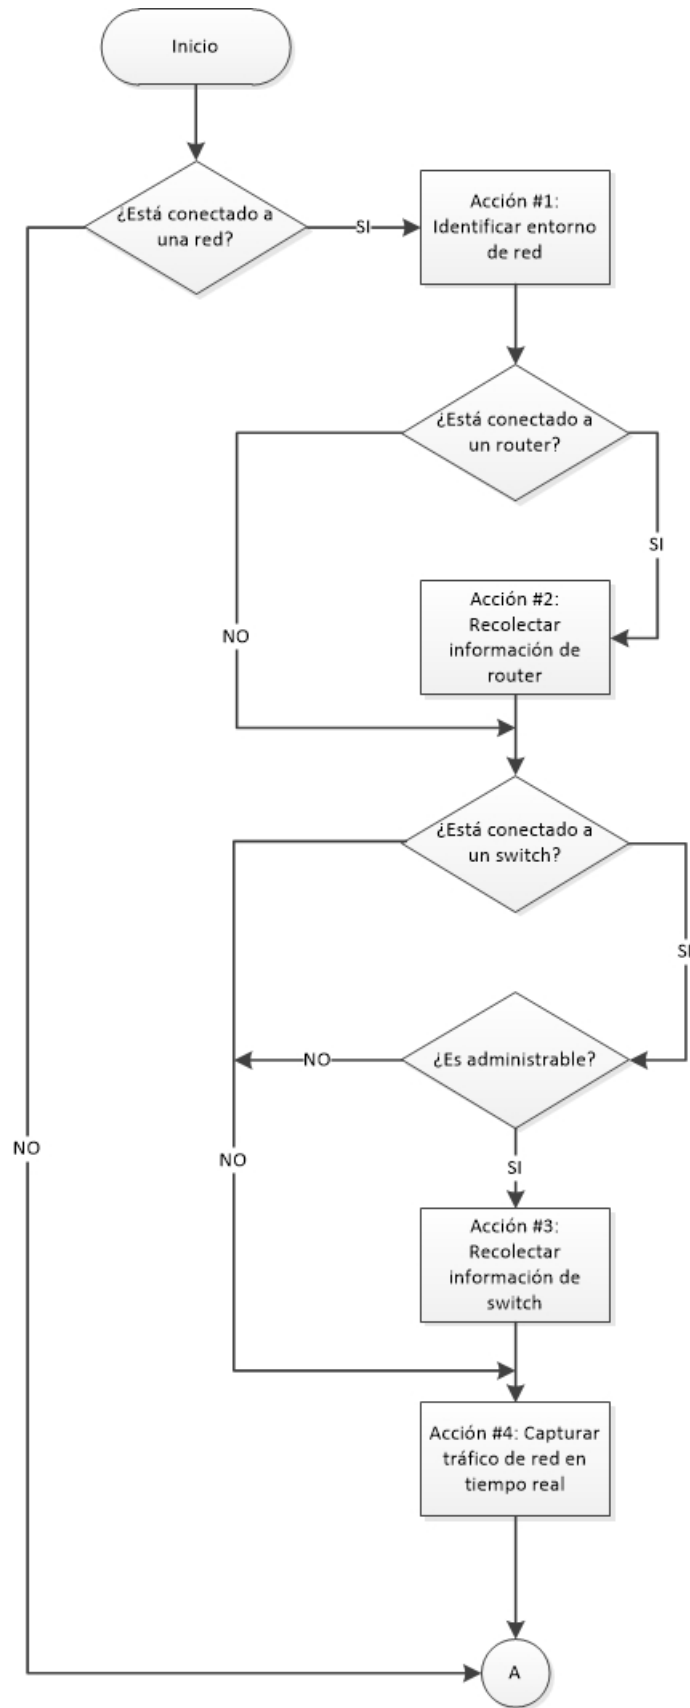 Inicio
¿Está conectado a
una red?
SI
Acción #1:
Identificar entorno
de red
¿Está conectado a
un router?
SI
Acción #2:
Recolectar
información de
router
NO
¿Está conectado a
un switch?
SI
¿Es administrable?
NO
NO
NO
SI
Acción #3:
Recolectar
información de
switch
Acción #4: Capturar
tráfico de red en
tiempo real
A